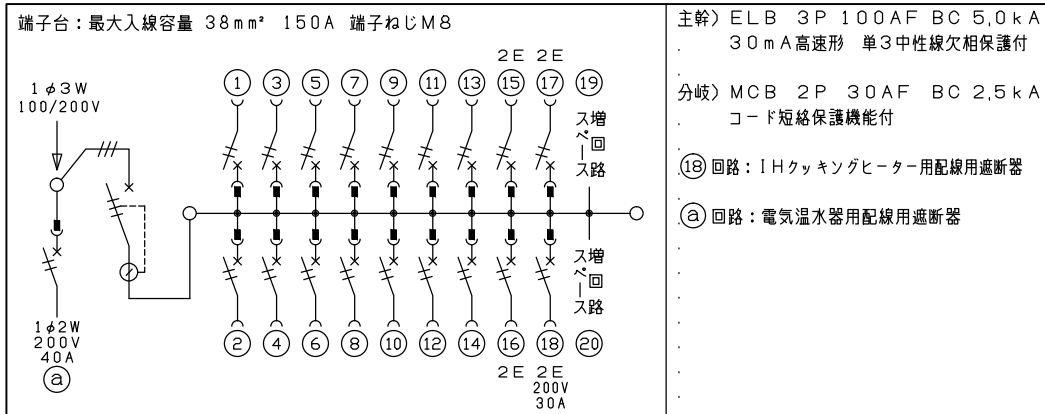 端子台：最大入線容量 38mm² 150A 端子ねじM8
2E 2E
1 3 5 7 9 11 13 15 17 19
1φ3W
100/200V
増回路
スペース
増回路
スペース
2 4 6 8 10 12 14 16 18 20
1φ2W
200V
40A
a
2E 2E
200V
30A
主幹）ELB 3P 100AF BC 5,0kA
30mA高速形 単3中性線欠相保護付
分岐）MCB 2P 30AF BC 2,5kA
コード短絡保護機能付
18 回路：IHクッキングヒーター用配線用遮断器
a 回路：電気温水器用配線用遮断器